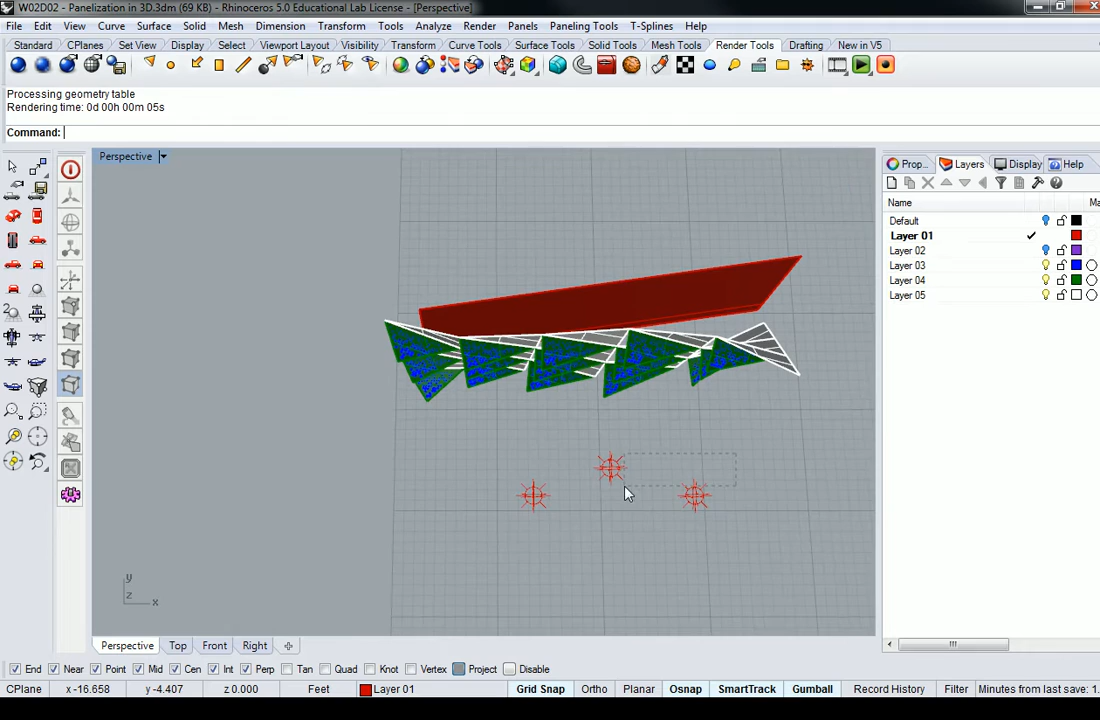 W02D02 - Panelization in 3D.3dm (69 KB) - Rhinoceros 5.0 Educational Lab License - [Perspective]
File Edit View Curve Surface Solid Mesh Dimension Transform Tools Analyze Render Panels Paneling Tools T-Splines Help
Standard CPlanes Set View Display Select Viewport Layout Visibility Transform Curve Tools Surface Tools Solid Tools Mesh Tools Render Tools Drafting New in V5
Processing geometry table
Rendering time: 0d 00h 00m 05s
Command:
Perspective
Prop... Layers Display Help
Name Ma
Default
Layer 01
Layer 02
Layer 03
Layer 04
Layer 05
y
z x
Perspective Top Front Right
End Near Point Mid Cen Int Perp Tan Quad Knot Vertex Project Disable
CPlane x -16.658 y -4.407 z 0.000 Feet Layer 01 Grid Snap Ortho Planar Osnap SmartTrack Gumball Record History Filter Minutes from last save: 1.